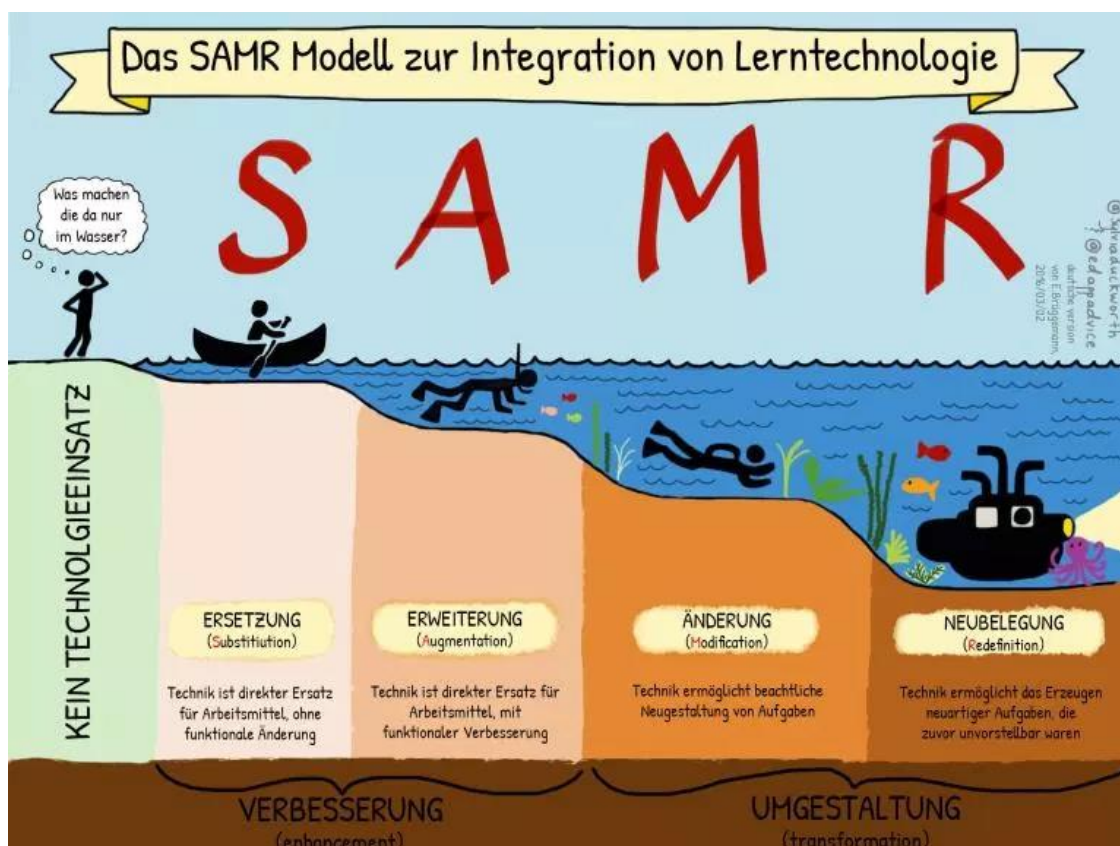 Das SAMR Modell zur Integration von Lerntechnologie
S A M R
Was machen
die da nur
im Wasser?
@sylviaduckworth
@edappadvice
deutsche version
von E.Brüggemann,
2016/03/02
KEIN TECHNOLGIEEINSATZ
ERSETZUNG
(Substitiution)
Technik ist direkter Ersatz
für Arbeitsmittel, ohne
funktionale Änderung
ERWEITERUNG
(Augmentation)
Technik ist direkter Ersatz für
Arbeitsmittel, mit
funktionaler Verbesserung
ÄNDERUNG
(Modification)
Technik ermöglicht beachtliche
Neugestaltung von Aufgaben
NEUBELEGUNG
(Redefinition)
Technik ermöglicht das Erzeugen
neuartiger Aufgaben, die
zuvor unvorstellbar waren
VERBESSERUNG
(enhancement)
UMGESTALTUNG
(transformation)